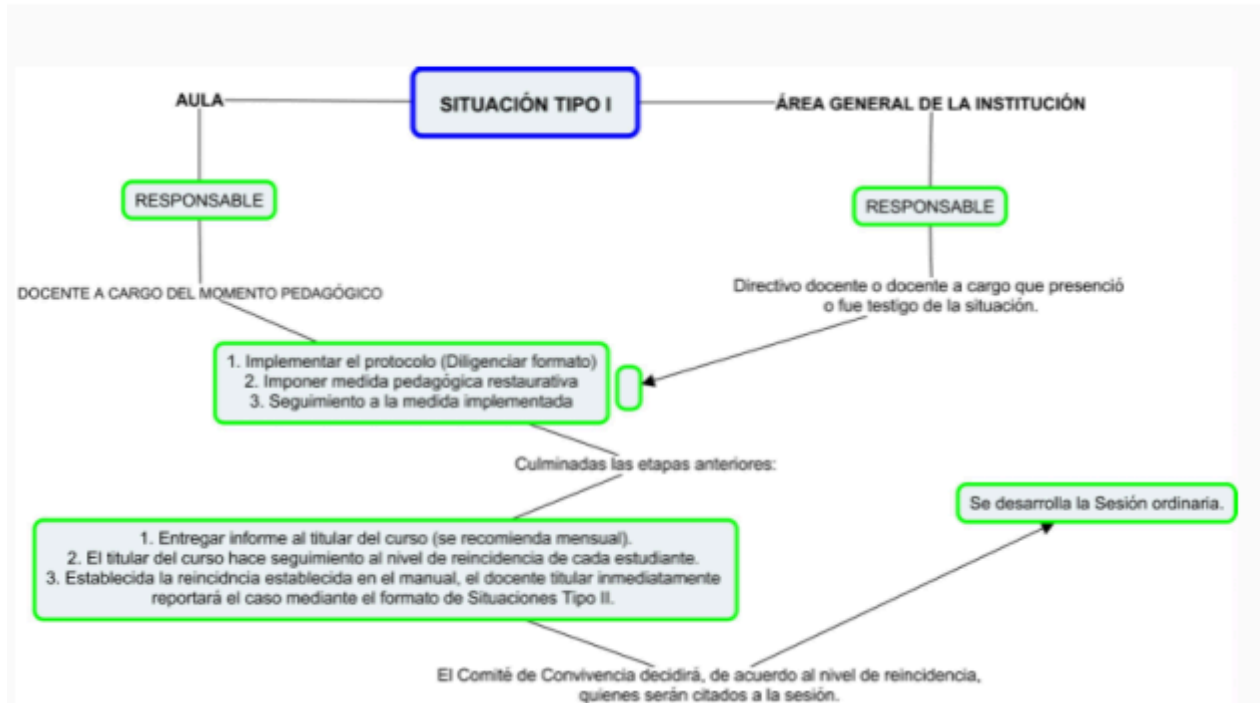 SITUACIÓN TIPO I
AULA
ÁREA GENERAL DE LA INSTITUCIÓN
RESPONSABLE
RESPONSABLE
DOCENTE A CARGO DEL MOMENTO PEDAGÓGICO
Directivo docente o docente a cargo que presenció
o fue testigo de la situación.
1. Implementar el protocolo (Diligenciar formato)
2. Imponer medida pedagógica restaurativa
3. Seguimiento a la medida implementada
Culminadas las etapas anteriores:
Se desarrolla la Sesión ordinaria.
1. Entregar informe al titular del curso (se recomienda mensual).
2. El titular del curso hace seguimiento al nivel de reincidencia de cada estudiante.
3. Establecida la reincidncia establecida en el manual, el docente titular inmediatamente
reportará el caso mediante el formato de Situaciones Tipo II.
El Comité de Convivencia decidirá, de acuerdo al nivel de reincidencia,
quienes serán citados a la sesión.